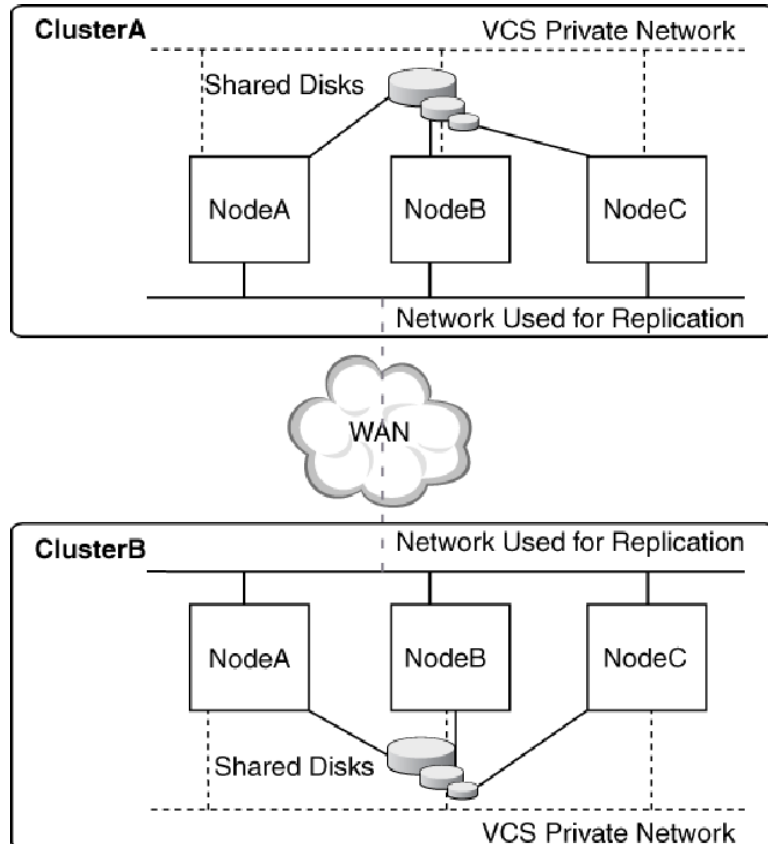 ClusterA
VCS Private Network
Shared Disks
NodeA
NodeB
NodeC
Network Used for Replication
WAN
ClusterB
Network Used for Replication
NodeA
NodeB
NodeC
Shared Disks
VCS Private Network